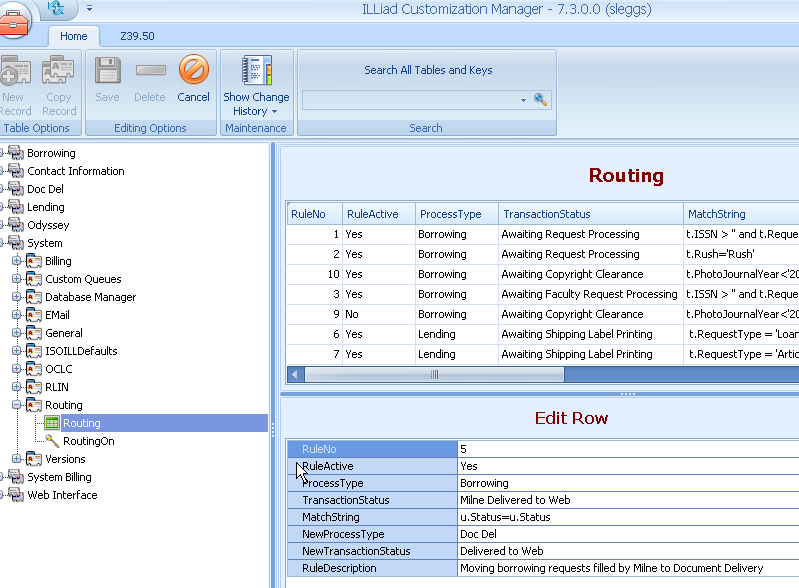 ILLiad Customization Manager - 7.3.0.0 (sleggs)
Home Z39.50
New Record Copy Record Save Delete Cancel Show Change History Search All Tables and Keys
Table Options Editing Options Maintenance Search
Borrowing
Contact Information
Doc Del
Lending
Odyssey
System
Billing
Custom Queues
Database Manager
EMail
General
ISOILLDefaults
OCLC
RLIN
Routing
Routing
RoutingOn
Versions
System Billing
Web Interface
Routing
RuleNo RuleActive ProcessType TransactionStatus MatchString
1 Yes Borrowing Awaiting Request Processing t.ISSN > '' and t.Reque
2 Yes Borrowing Awaiting Request Processing t.Rush='Rush'
10 Yes Borrowing Awaiting Copyright Clearance t.PhotoJournalYear<'20
3 Yes Borrowing Awaiting Faculty Request Processing t.ISSN > '' and t.Reque
9 No Borrowing Awaiting Copyright Clearance t.PhotoJournalYear<'20
6 Yes Lending Awaiting Shipping Label Printing t.RequestType = 'Loan
7 Yes Lending Awaiting Shipping Label Printing t.RequestType = 'Artic
Edit Row
RuleNo 5
RuleActive Yes
ProcessType Borrowing
TransactionStatus Milne Delivered to Web
MatchString u.Status=u.Status
NewProcessType Doc Del
NewTransactionStatus Delivered to Web
RuleDescription Moving borrowing requests filled by Milne to Document Delivery